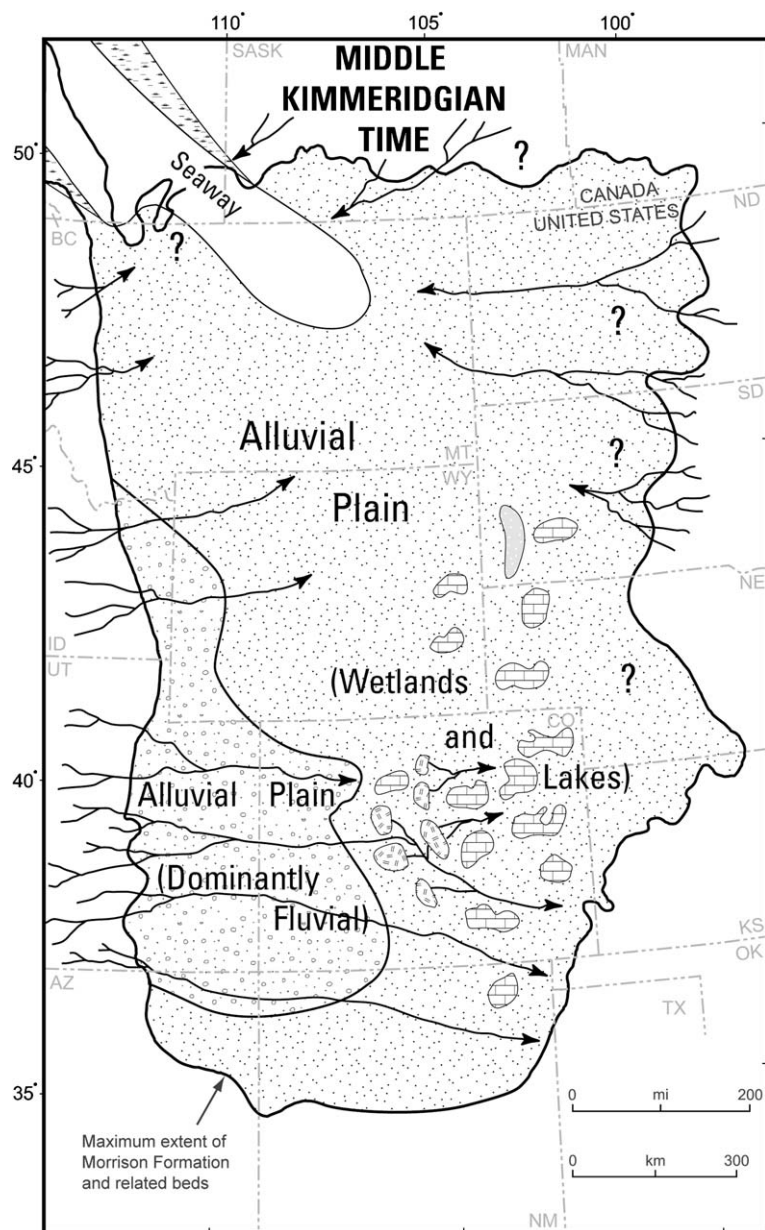 110°
105°
100°
SASK
MAN
MIDDLE
KIMMERIDGIAN
TIME
50°
?
Seaway
CANADA
UNITED STATES
ND
BC
?
?
SD
Alluvial
?
45°
MT
WY
Plain
NE
ID
UT
(Wetlands
?
CO
and
40°
Lakes)
Alluvial Plain
(Dominantly
Fluvial)
KS
OK
AZ
TX
35°
0 mi 200
Maximum extent of
Morrison Formation
and related beds
0 km 300
NM